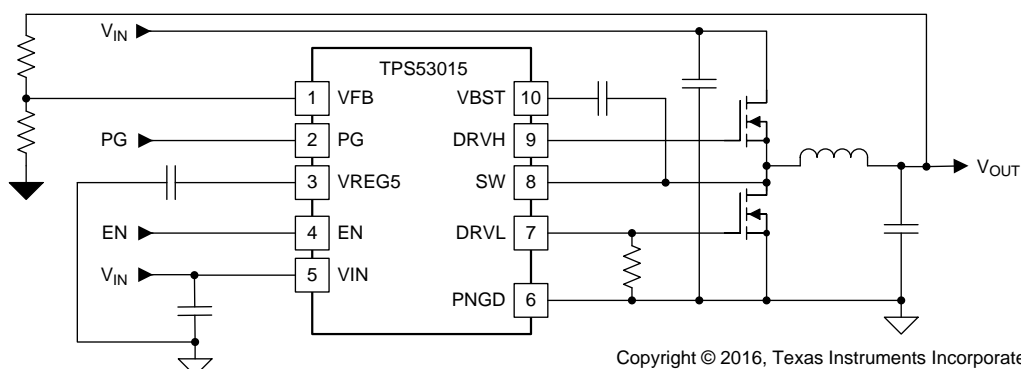 VIN
TPS53015
1 VFB VBST 10
PG 2 PG DRVH 9
3 VREG5 SW 8
VOUT
EN 4 EN DRVL 7
VIN 5 VIN
PNGD 6
Copyright © 2016, Texas Instruments Incorporate